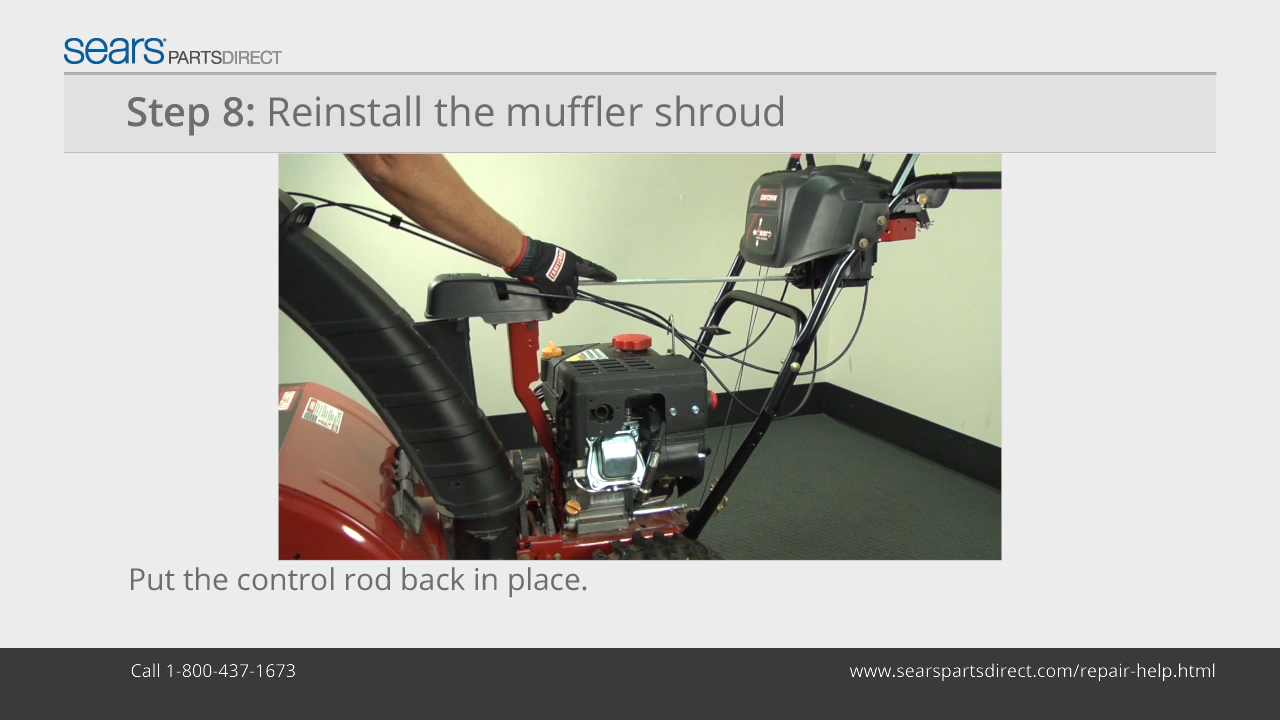 sears PARTSDIRECT
Step 8: Reinstall the muffler shroud
CRAFTSMAN
Put the control rod back in place.
Call 1-800-437-1673
www.searspartsdirect.com/repair-help.html